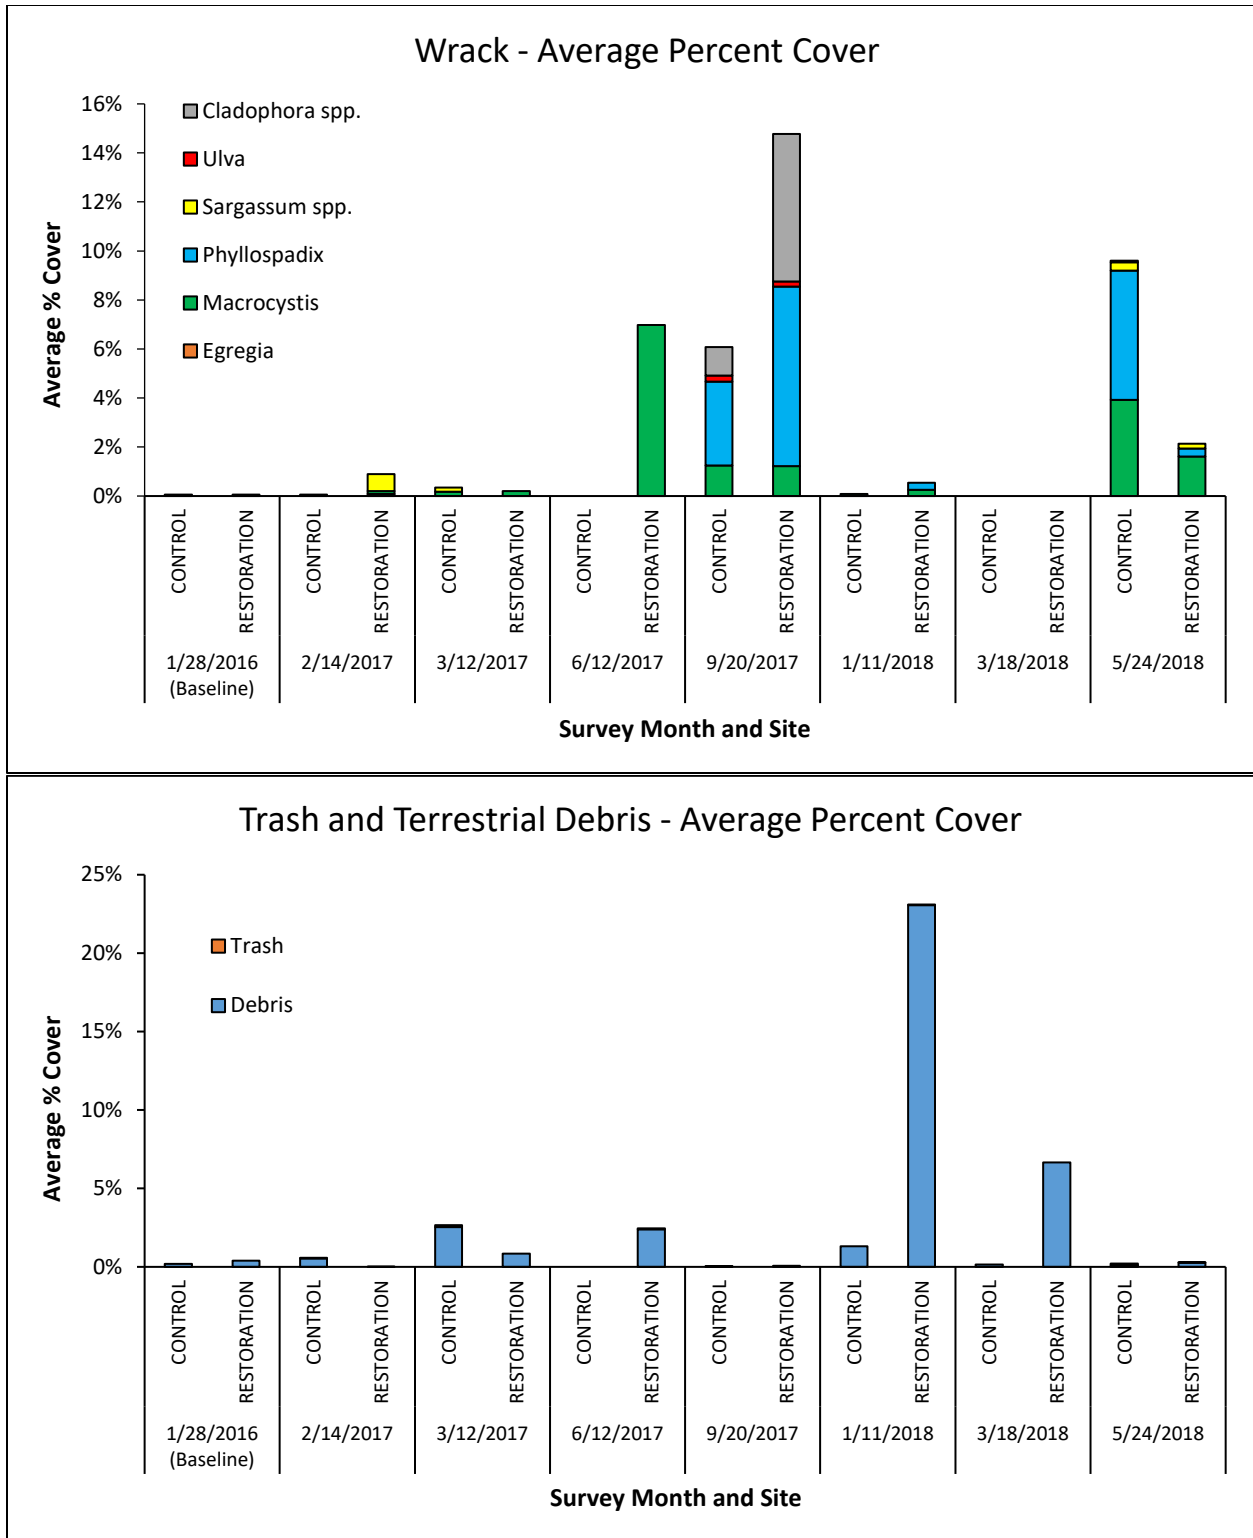 Wrack - Average Percent Cover
16%
14%
12%
10%
8%
6%
4%
2%
0%
Average % Cover
Cladophora spp.
Ulva
Sargassum spp.
Phyllospadix
Macrocystis
Egregia
CONTROL
RESTORATION
CONTROL
RESTORATION
CONTROL
RESTORATION
CONTROL
RESTORATION
CONTROL
RESTORATION
CONTROL
RESTORATION
CONTROL
RESTORATION
CONTROL
RESTORATION
1/28/2016 2/14/2017 3/12/2017 6/12/2017 9/20/2017 1/11/2018 3/18/2018 5/24/2018
(Baseline)
Survey Month and Site
Trash and Terrestrial Debris - Average Percent Cover
25%
20%
15%
10%
5%
0%
Average % Cover
Trash
Debris
CONTROL
RESTORATION
CONTROL
RESTORATION
CONTROL
RESTORATION
CONTROL
RESTORATION
CONTROL
RESTORATION
CONTROL
RESTORATION
CONTROL
RESTORATION
CONTROL
RESTORATION
1/28/2016 2/14/2017 3/12/2017 6/12/2017 9/20/2017 1/11/2018 3/18/2018 5/24/2018
(Baseline)
Survey Month and Site